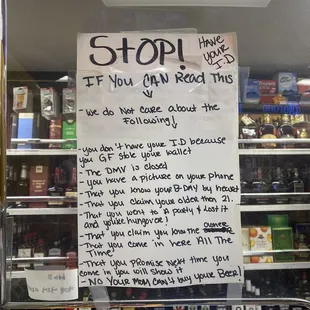 STOP!
HAVE
YOUR
I.D
IF YOU CAN Read THIS
- We do Not Care about the
Following!
- you don't have your I.D because
you GF stole your wallet
- The DMV is closed
- you have a picture on your phone
- That you know your B-DAY by heart
- That you claim your older then 21.
- That you went to A party & lost it
and you're hungover!
- That you claim you know the owner
- That you come in here All The
Time!
- That you promise Next time you
come in you will show it
- NO YOUR MOM CAN't buy your BEER!